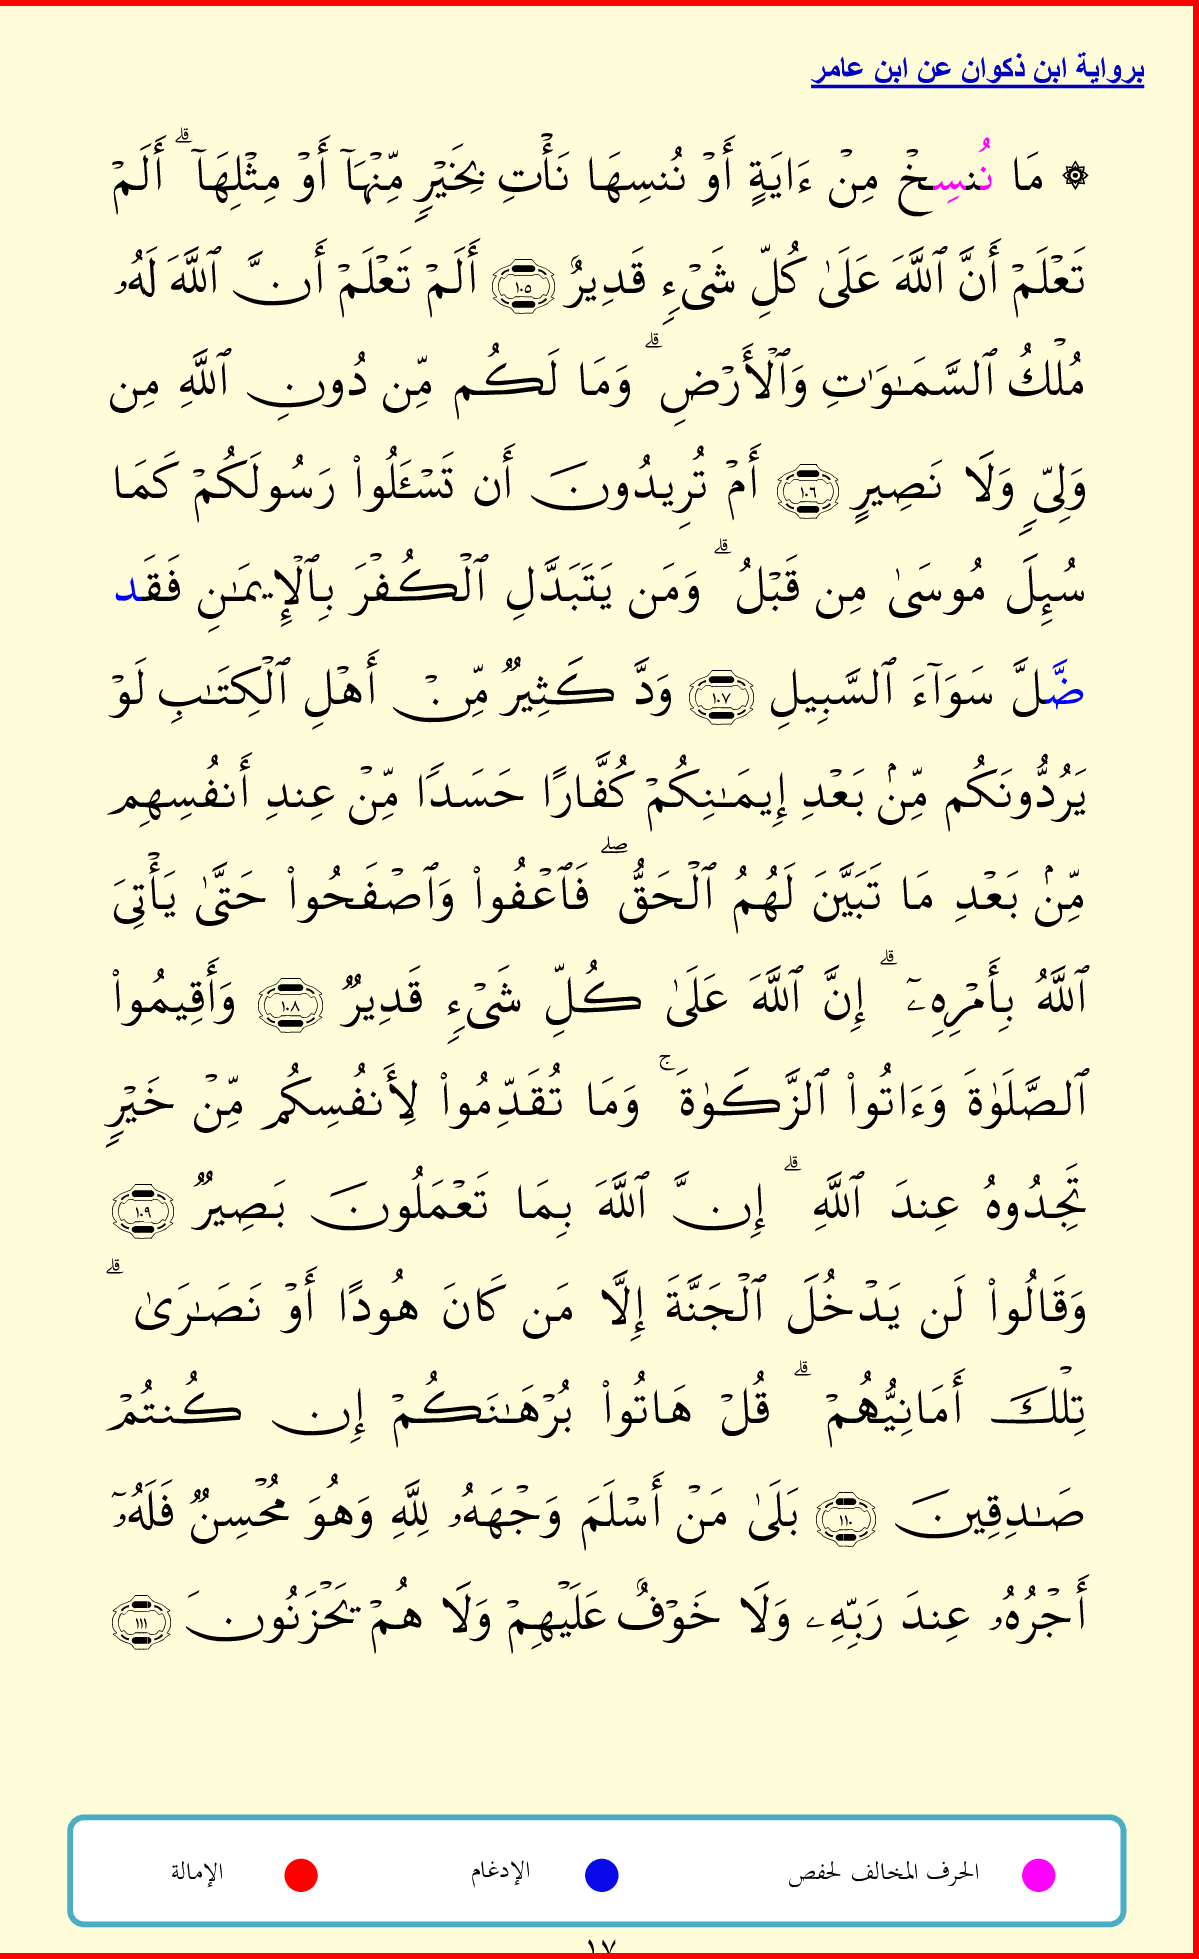 برواية ابن ذكوان عن ابن عامر
۞ مَا نُنسِخْ مِنْ ءَايَةٍ أَوْ نُنسِهَا نَأْتِ بِخَيْرٍ مِّنْهَآ أَوْ مِثْلِهَآ ۗ أَلَمْ
تَعْلَمْ أَنَّ ٱللَّهَ عَلَىٰ كُلِّ شَىْءٍ قَدِيرٌ ١٠٥ أَلَمْ تَعْلَمْ أَنَّ ٱللَّهَ لَهُۥ
مُلْكُ ٱلسَّمَـٰوَٰتِ وَٱلْأَرْضِ ۗ وَمَا لَكُم مِّن دُونِ ٱللَّهِ مِن
وَلِىٍّ وَلَا نَصِيرٍ ١٠٦ أَمْ تُرِيدُونَ أَن تَسْـَٔلُوا۟ رَسُولَكُمْ كَمَا
سُئِلَ مُوسَىٰ مِن قَبْلُ ۗ وَمَن يَتَبَدَّلِ ٱلْكُفْرَ بِٱلْإِيمَـٰنِ فَقَد
ضَّلَّ سَوَآءَ ٱلسَّبِيلِ ١٠٧ وَدَّ كَثِيرٌ مِّنْ أَهْلِ ٱلْكِتَـٰبِ لَوْ
يَرُدُّونَكُم مِّنۢ بَعْدِ إِيمَـٰنِكُمْ كُفَّارًا حَسَدًا مِّنْ عِندِ أَنفُسِهِم
مِّنۢ بَعْدِ مَا تَبَيَّنَ لَهُمُ ٱلْحَقُّ ۖ فَٱعْفُوا۟ وَٱصْفَحُوا۟ حَتَّىٰ يَأْتِىَ
ٱللَّهُ بِأَمْرِهِۦٓ ۗ إِنَّ ٱللَّهَ عَلَىٰ كُلِّ شَىْءٍ قَدِيرٌ ١٠٨ وَأَقِيمُوا۟
ٱلصَّلَوٰةَ وَءَاتُوا۟ ٱلزَّكَوٰةَ ۚ وَمَا تُقَدِّمُوا۟ لِأَنفُسِكُم مِّنْ خَيْرٍ
تَجِدُوهُ عِندَ ٱللَّهِ ۗ إِنَّ ٱللَّهَ بِمَا تَعْمَلُونَ بَصِيرٌ ١٠٩
وَقَالُوا۟ لَن يَدْخُلَ ٱلْجَنَّةَ إِلَّا مَن كَانَ هُودًا أَوْ نَصَـٰرَىٰ ۗ
تِلْكَ أَمَانِيُّهُمْ ۗ قُلْ هَاتُوا۟ بُرْهَـٰنَكُمْ إِن كُنتُمْ
صَـٰدِقِينَ ١١٠ بَلَىٰ مَنْ أَسْلَمَ وَجْهَهُۥ لِلَّهِ وَهُوَ مُحْسِنٌ فَلَهُۥٓ
أَجْرُهُۥ عِندَ رَبِّهِۦ وَلَا خَوْفٌ عَلَيْهِمْ وَلَا هُمْ يَحْزَنُونَ ١١١
الحرف المخالف لحفص الإدغام الإمالة
١٧